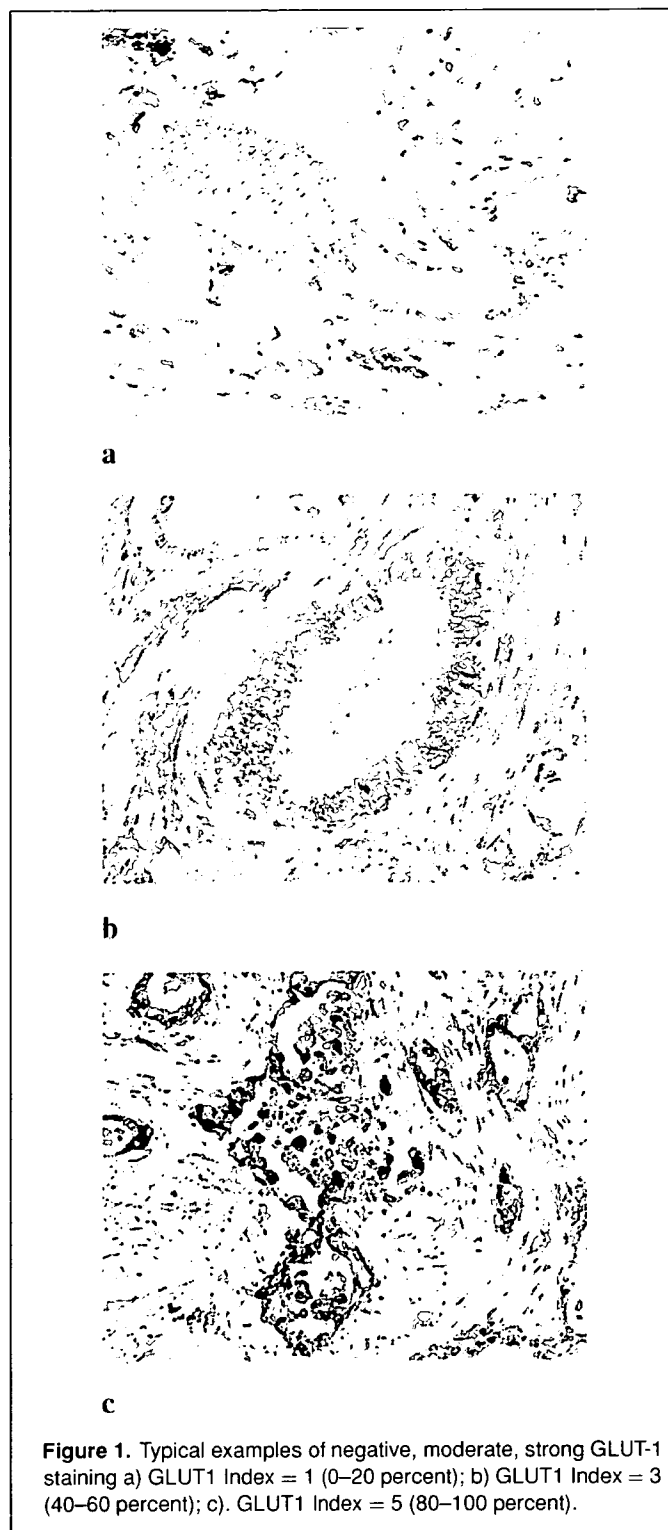 a
b
c
Figure 1. Typical examples of negative, moderate, strong GLUT-1
staining a) GLUT1 Index = 1 (0–20 percent); b) GLUT1 Index = 3
(40–60 percent); c). GLUT1 Index = 5 (80–100 percent).